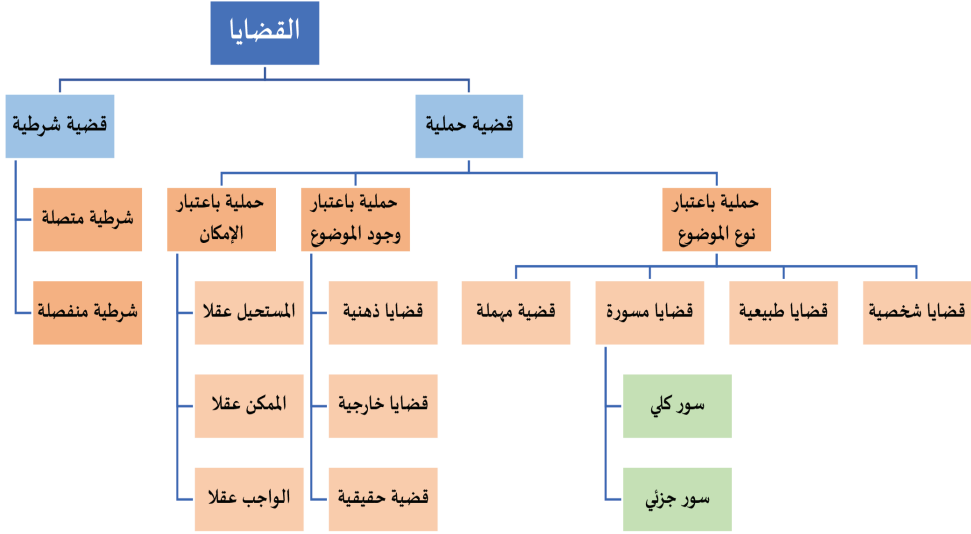 القضايا
قضية حملية
قضية شرطية
حملية باعتبار
نوع الموضوع
حملية باعتبار
وجود الموضوع
حملية باعتبار
الإمكان
شرطية متصلة
شرطية منفصلة
قضايا شخصية
قضايا طبيعية
قضايا مسورة
قضية مهملة
قضايا ذهنية
المستحيل عقلا
سور كلي
قضايا خارجية
الممكن عقلا
سور جزئي
قضية حقيقية
الواجب عقلا